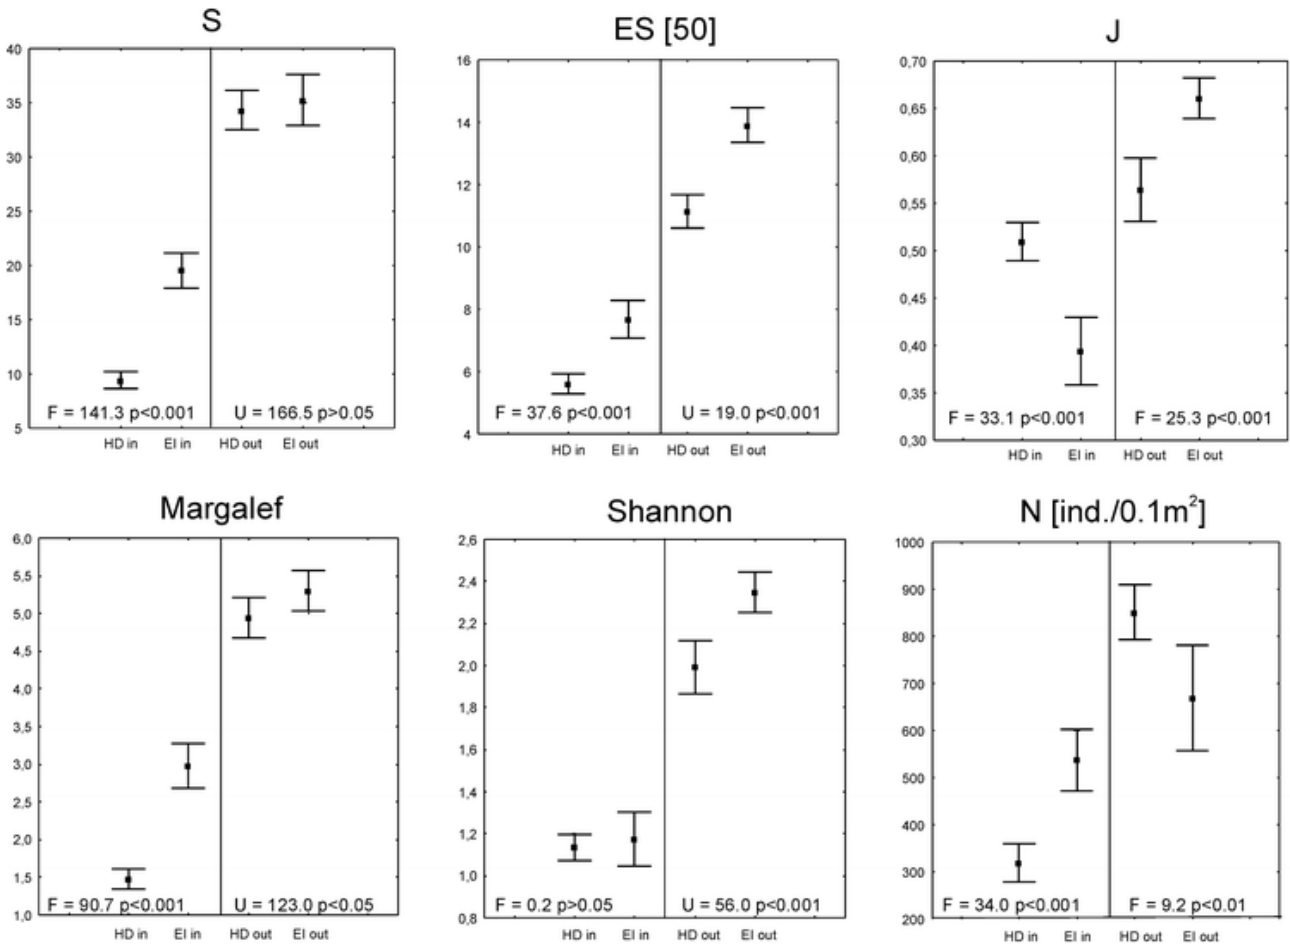 S
40
35
30
25
20
15
10
5
F = 141.3 p<0.001
U = 166.5 p>0.05
HD in EI in HD out EI out
ES [50]
16
14
12
10
8
6
4
F = 37.6 p<0.001
U = 19.0 p<0.001
HD in EI in HD out EI out
J
0,70
0,65
0,60
0,55
0,50
0,45
0,40
0,35
0,30
F = 33.1 p<0.001
F = 25.3 p<0.001
HD in EI in HD out EI out
Margalef
6,0
5,5
5,0
4,5
4,0
3,5
3,0
2,5
2,0
1,5
1,0
F = 90.7 p<0.001
U = 123.0 p<0.05
HD in EI in HD out EI out
Shannon
2,6
2,4
2,2
2,0
1,8
1,6
1,4
1,2
1,0
0,8
F = 0.2 p>0.05
U = 56.0 p<0.001
HD in EI in HD out EI out
N [ind./0.1m²]
1000
900
800
700
600
500
400
300
200
F = 34.0 p<0.001
F = 9.2 p<0.01
HD in EI in HD out EI out